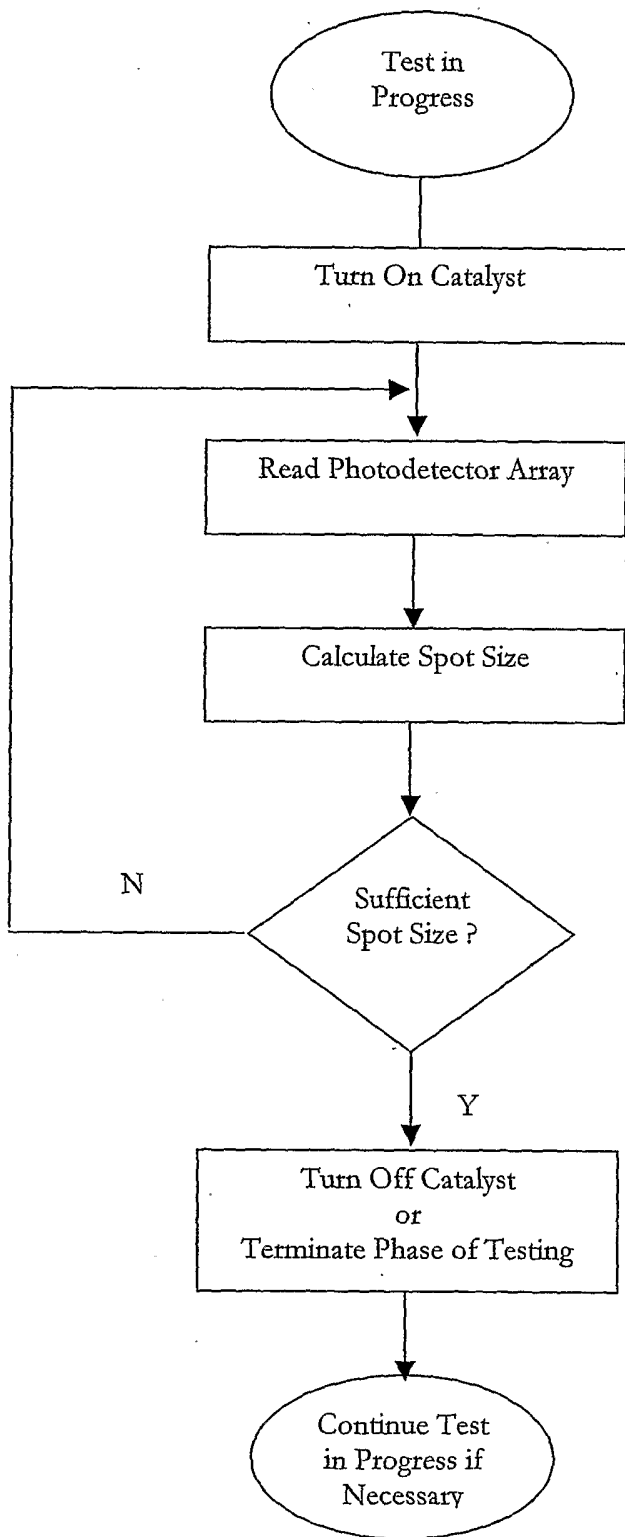 Test in
Progress
Turn On Catalyst
Read Photodetector Array
Calculate Spot Size
N
Sufficient
Spot Size ?
Y
Turn Off Catalyst
or
Terminate Phase of Testing
Continue Test
in Progress if
Necessary